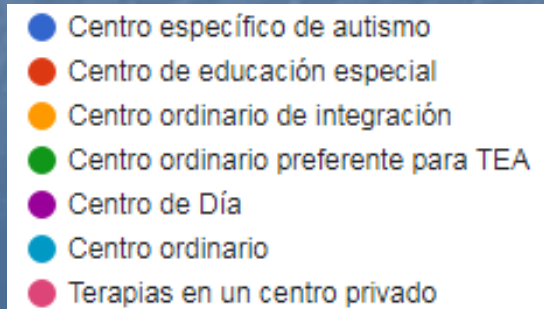 Centro específico de autismo
Centro de educación especial
Centro ordinario de integración
Centro ordinario preferente para TEA
Centro de Día
Centro ordinario
Terapias en un centro privado